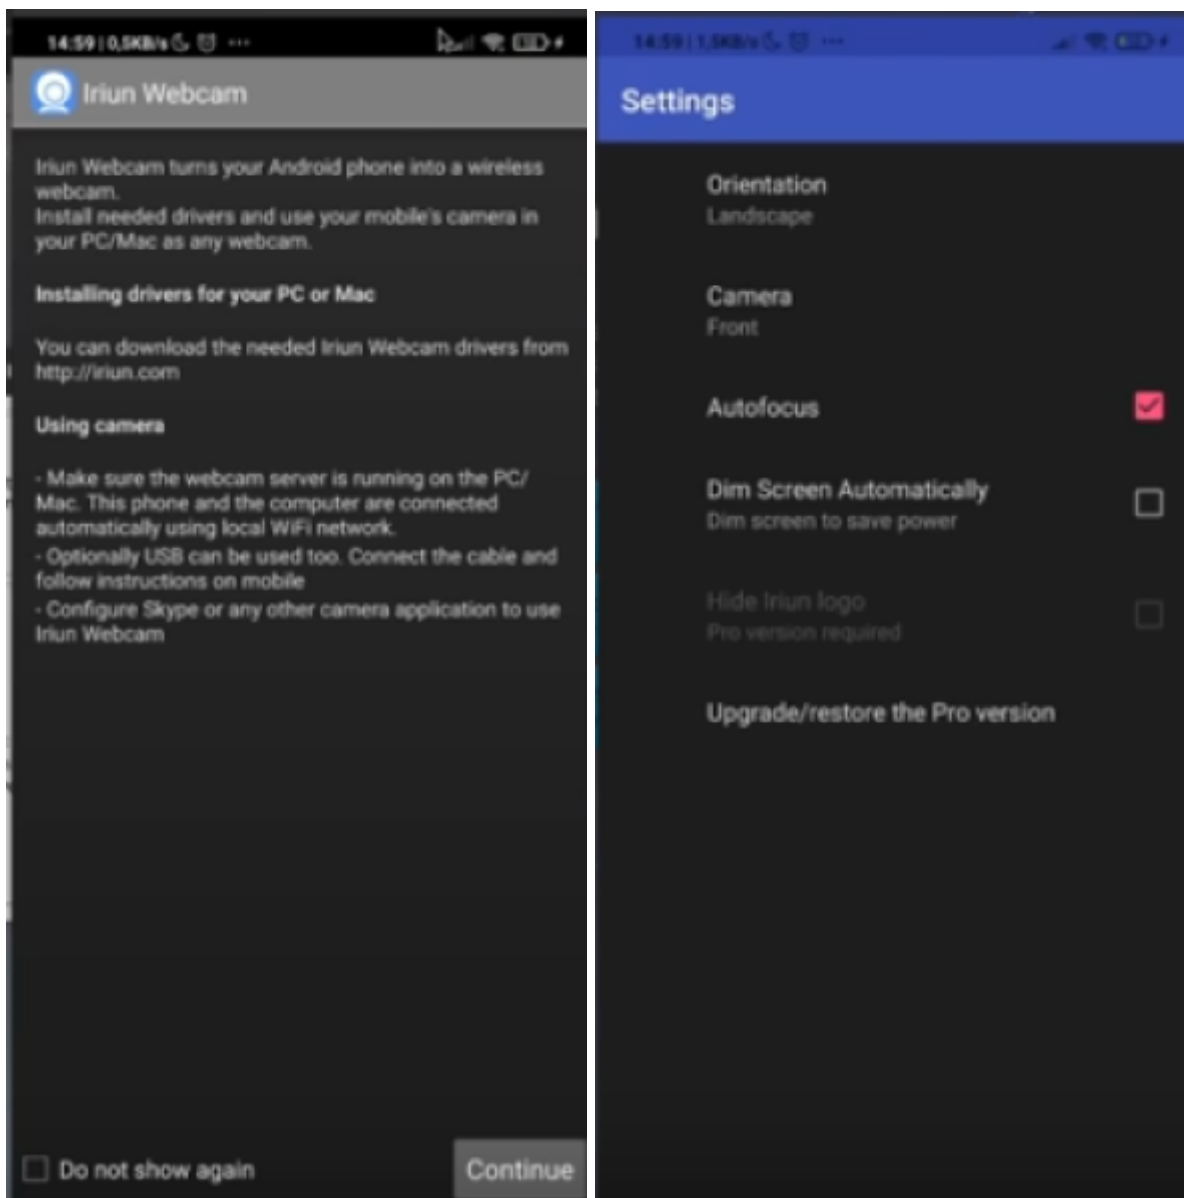 14:59 | 0,5KB/s
Iriun Webcam
Iriun Webcam turns your Android phone into a wireless
webcam.
Install needed drivers and use your mobile's camera in
your PC/Mac as any webcam.
Installing drivers for your PC or Mac
You can download the needed Iriun Webcam drivers from
http://iriun.com
Using camera
- Make sure the webcam server is running on the PC/
Mac. This phone and the computer are connected
automatically using local WiFi network.
- Optionally USB can be used too. Connect the cable and
follow instructions on mobile
- Configure Skype or any other camera application to use
Iriun Webcam
Do not show again
Continue
14:59 | 1,5KB/s
Settings
Orientation
Landscape
Camera
Front
Autofocus
Dim Screen Automatically
Dim screen to save power
Hide Iriun logo
Pro version required
Upgrade/restore the Pro version